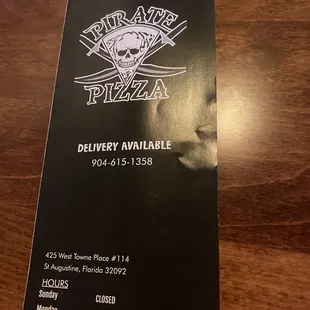 PIRATE
PIZZA
DELIVERY AVAILABLE
904-615-1358
425 West Towne Place #114
St Augustine, Florida 32092
HOURS
Sunday CLOSED
Monday